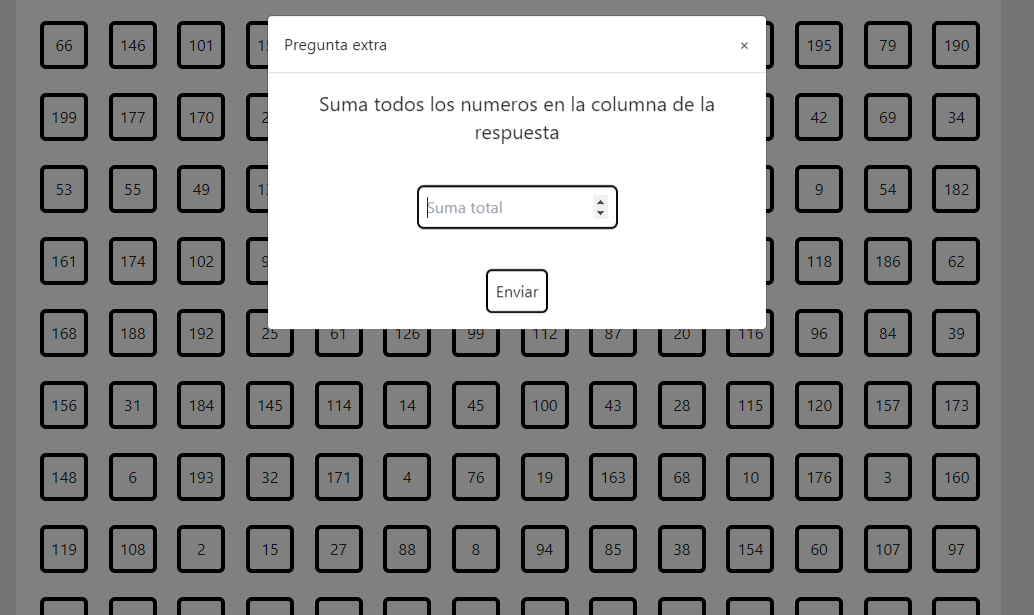 66 146 101 195 79 190
Pregunta extra ×
Suma todos los numeros en la columna de la
respuesta
199 177 170 42 69 34
53 55 49 9 54 182
Suma total
161 174 102 118 186 62
Enviar
168 188 192 25 61 126 99 112 87 20 116 96 84 39
156 31 184 145 114 14 45 100 43 28 115 120 157 173
148 6 193 32 171 4 76 19 163 68 10 176 3 160
119 108 2 15 27 88 8 94 85 38 154 60 107 97